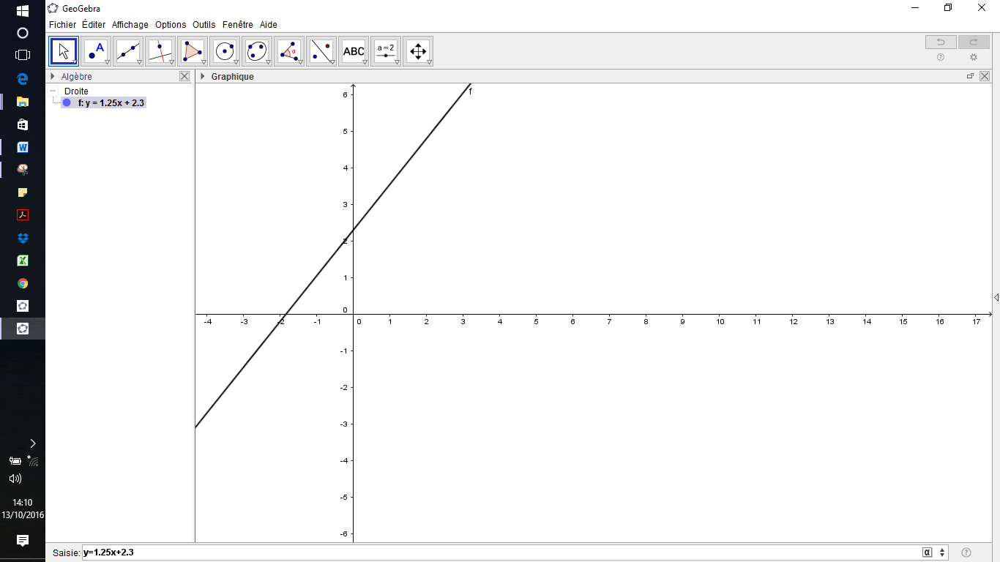 GeoGebra
Fichier Éditer Affichage Options Outils Fenêtre Aide
A
α
ABC
a = 2
Algèbre
Graphique
Droite
f: y = 1.25x + 2.3
f
6
5
4
3
2
1
0
-4 -3 -2 -1 0 1 2 3 4 5 6 7 8 9 10 11 12 13 14 15 16 17
-1
-2
-3
-4
-5
-6
14:10
13/10/2016
Saisie: y=1.25x+2.3
α